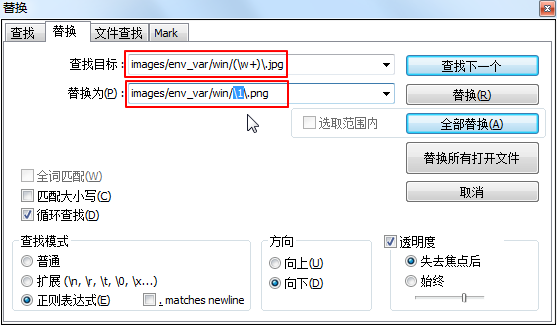 替换
查找 替换 文件查找 Mark
查找目标： images/env_var/win/(\w+)\.jpg 查找下一个
替换为(P)： images/env_var/win/\1\.png 替换(R)
选取范围内 全部替换(A)
替换所有打开文件
全词匹配(W) 取消
匹配大小写(C)
循环查找(D)
查找模式 方向 透明度
普通 向上(U) 失去焦点后
扩展 (\n, \r, \t, \0, \x...) 向下(D) 始终
正则表达式(E) . matches newline